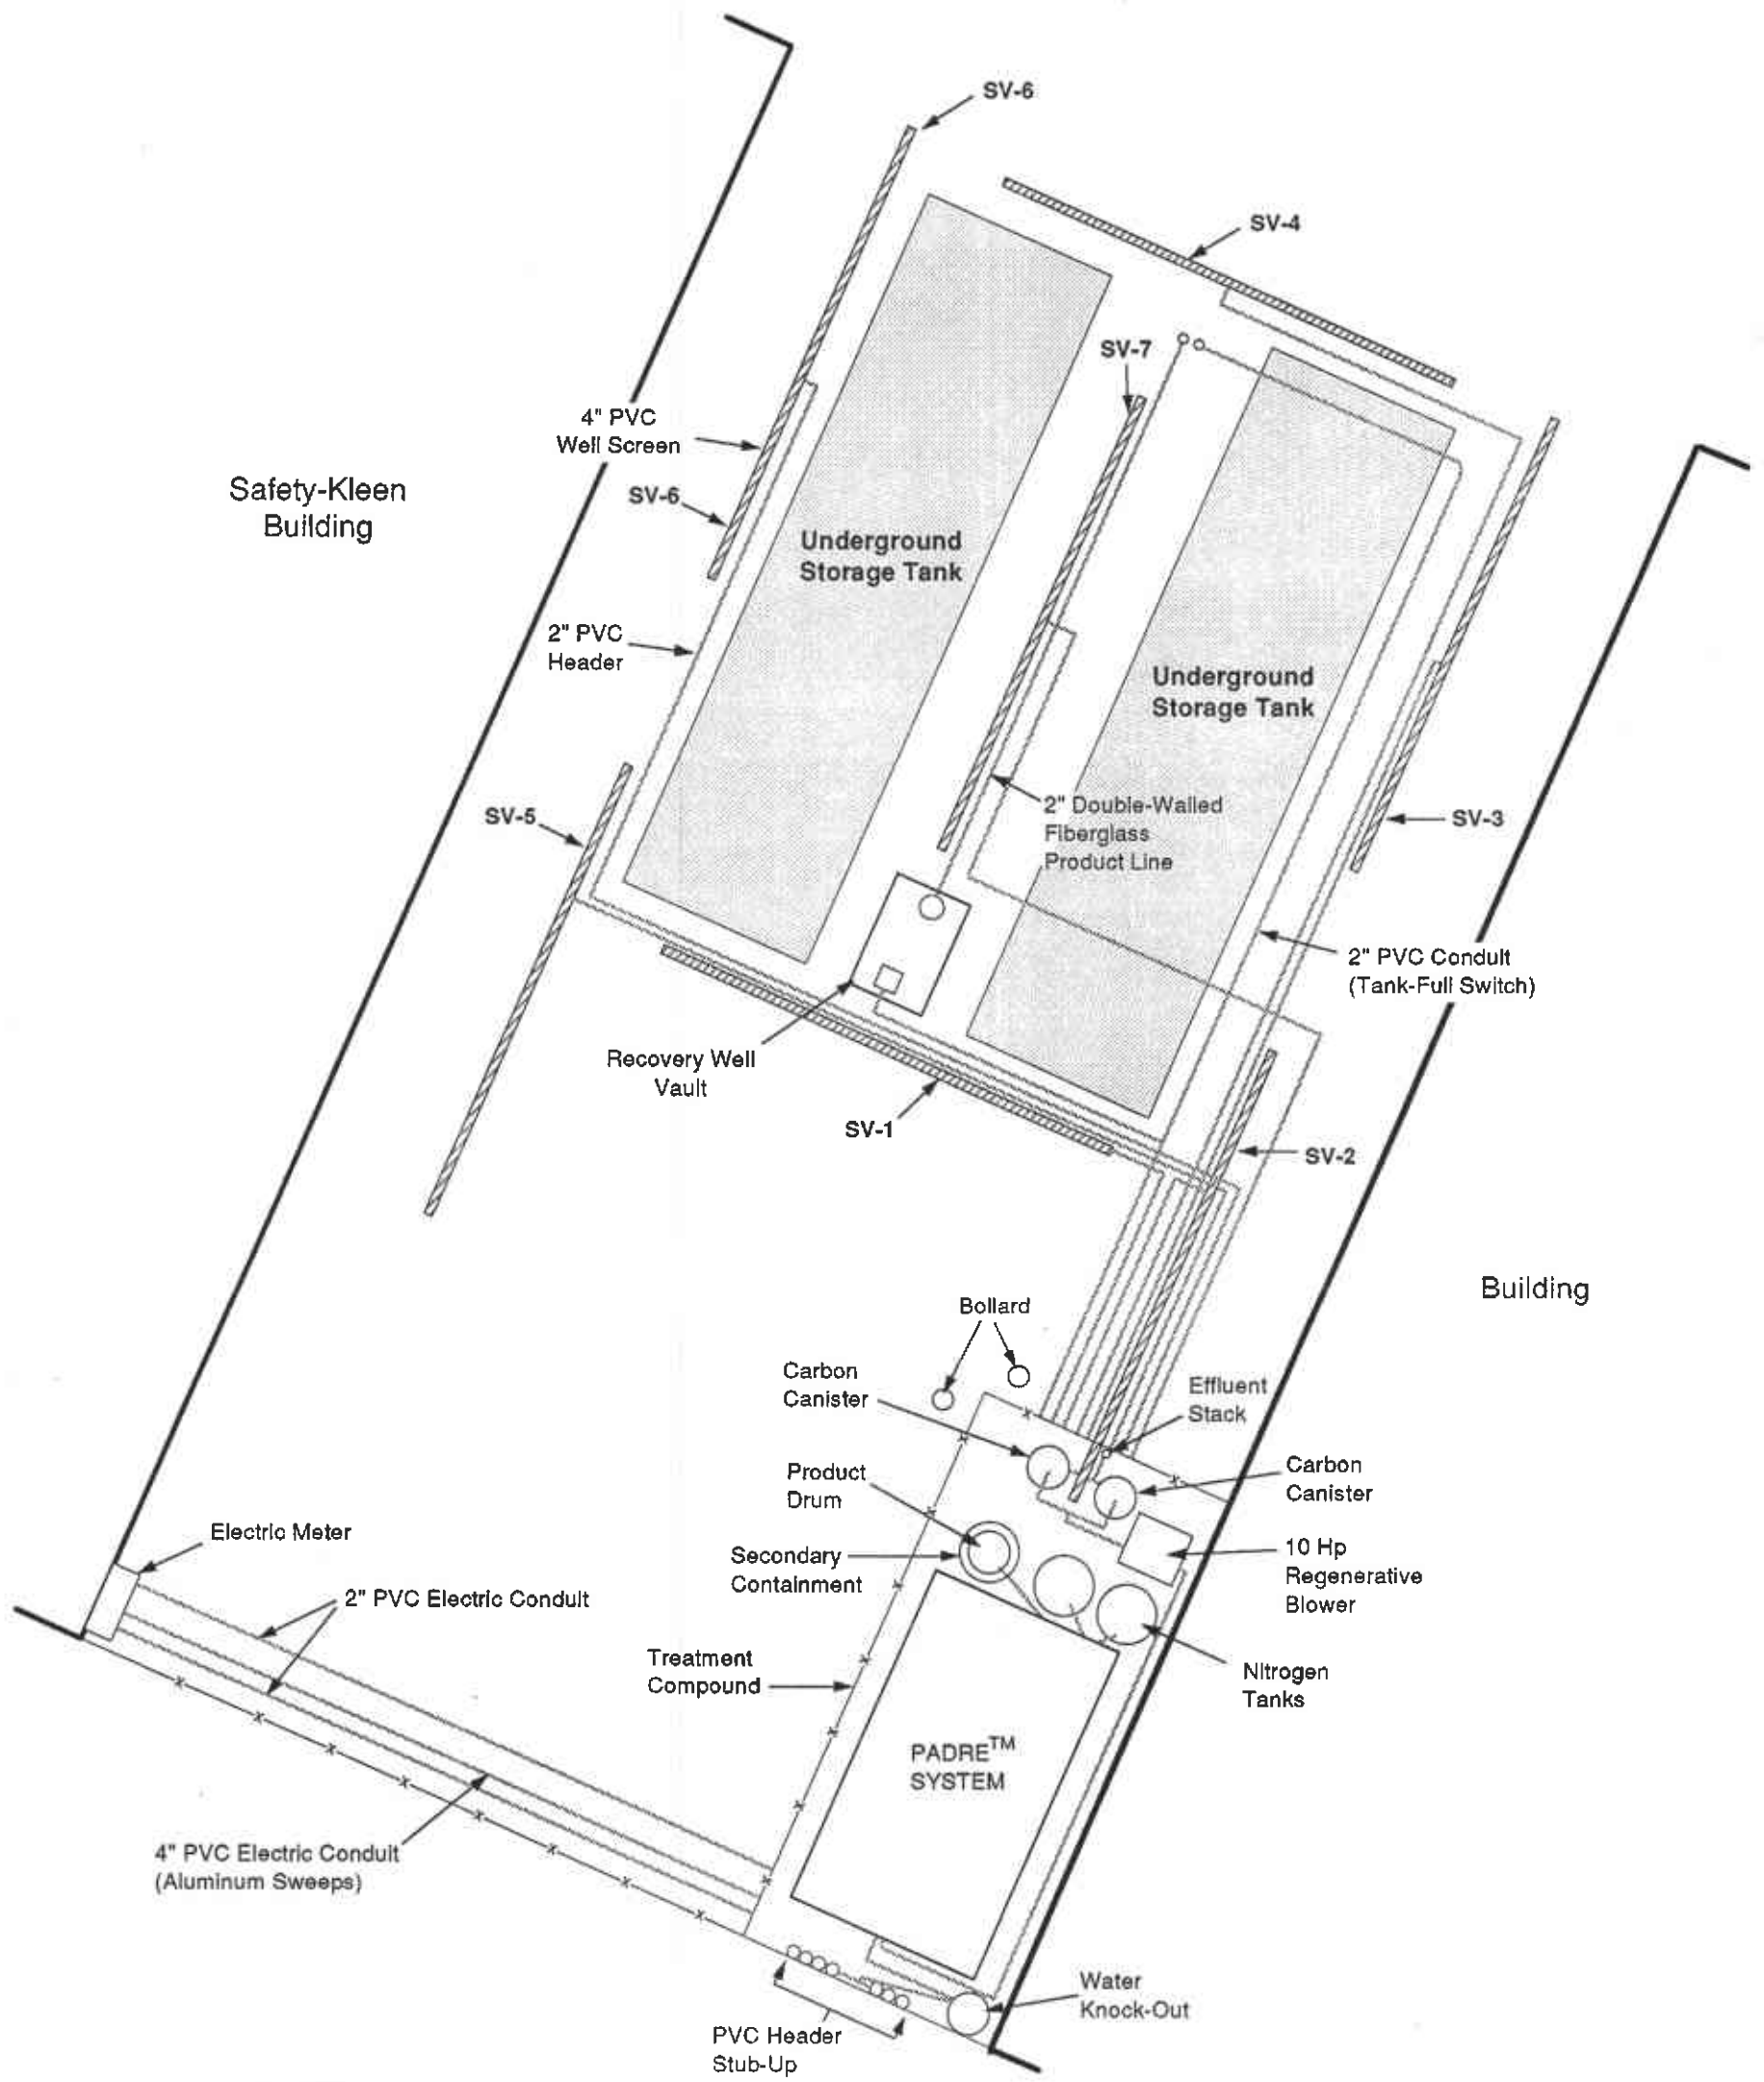 SV-6
SV-4
SV-7
4" PVC
Well Screen
Safety-Kleen
Building
SV-6
Underground
Storage Tank
2" PVC
Header
Underground
Storage Tank
2" Double-Walled
Fiberglass
Product Line
SV-5
SV-3
2" PVC Conduit
(Tank-Full Switch)
Recovery Well
Vault
SV-1
SV-2
Building
Bollard
Carbon
Canister
Effluent
Stack
Product
Drum
Carbon
Canister
Electric Meter
Secondary
Containment
10 Hp
Regenerative
Blower
2" PVC Electric Conduit
Treatment
Compound
Nitrogen
Tanks
PADRE™
SYSTEM
4" PVC Electric Conduit
(Aluminum Sweeps)
Water
Knock-Out
PVC Header
Stub-Up